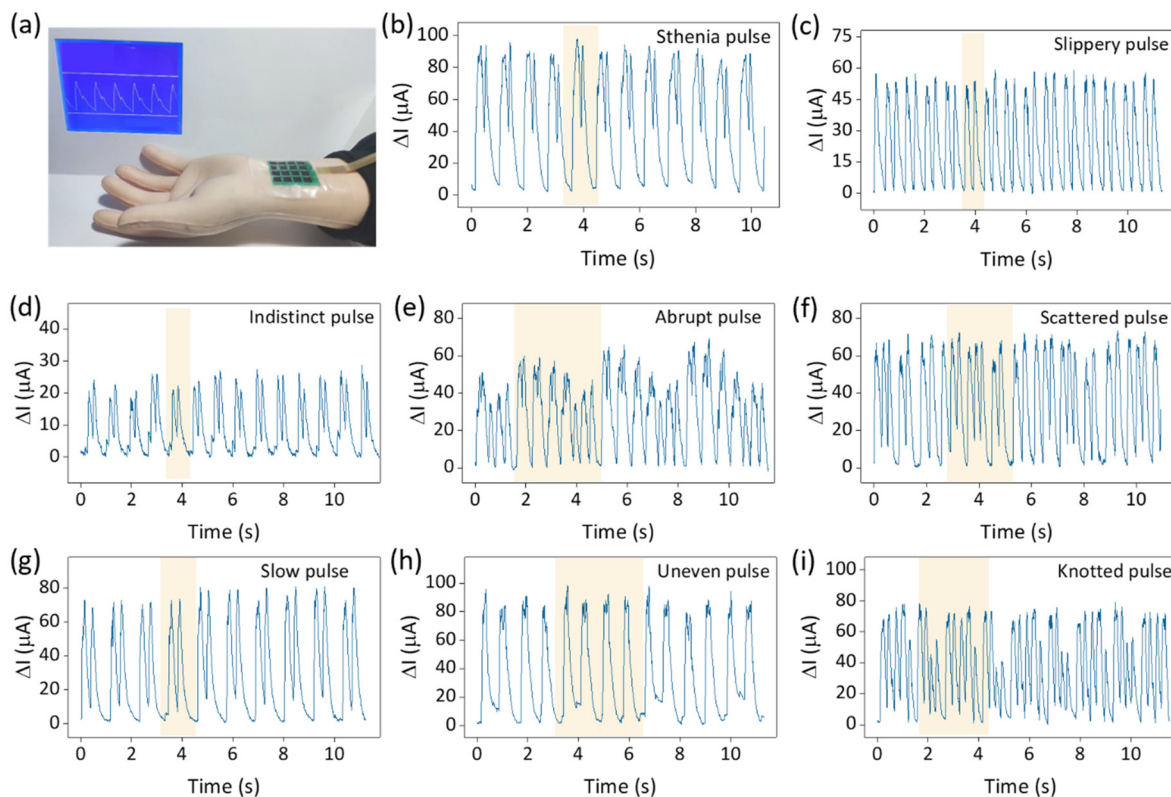 (a)
(b)
Sthenia pulse
100
80
60
40
20
0
ΔI (μA)
0 2 4 6 8 10
Time (s)
(c)
Slippery pulse
75
60
45
30
15
0
ΔI (μA)
0 2 4 6 8 10
Time (s)
(d)
Indistinct pulse
40
30
20
10
0
ΔI (μA)
0 2 4 6 8 10
Time (s)
(e)
Abrupt pulse
80
60
40
20
0
ΔI (μA)
0 2 4 6 8 10
Time (s)
(f)
Scattered pulse
80
60
40
20
0
ΔI (μA)
0 2 4 6 8 10
Time (s)
(g)
Slow pulse
80
60
40
20
0
ΔI (μA)
0 2 4 6 8 10
Time (s)
(h)
Uneven pulse
100
80
60
40
20
0
ΔI (μA)
0 2 4 6 8 10
Time (s)
(i)
Knotted pulse
100
80
60
40
20
0
ΔI (μA)
0 2 4 6 8 10
Time (s)